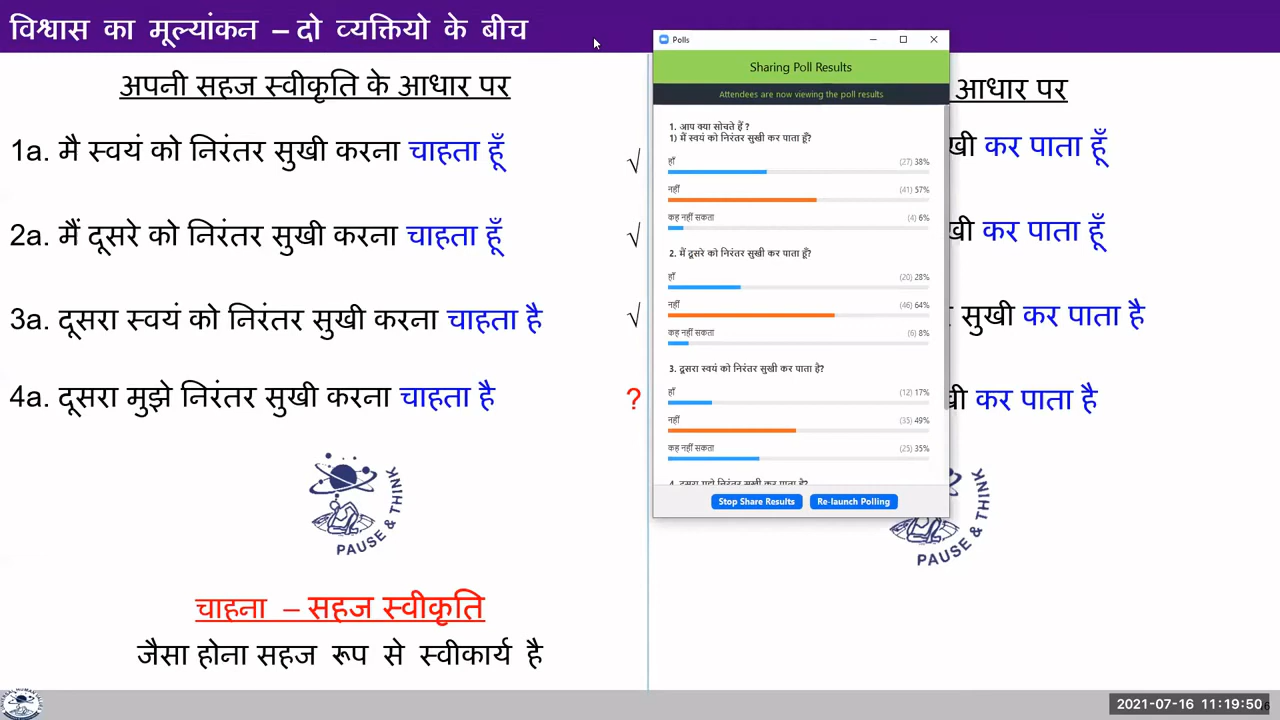 विश्वास का मूल्यांकन – दो व्यक्तियो के बीच
अपनी सहज स्वीकृति के आधार पर
1a. मै स्वयं को निरंतर सुखी करना चाहता हूँ √
2a. मैं दूसरे को निरंतर सुखी करना चाहता हूँ √
3a. दूसरा स्वयं को निरंतर सुखी करना चाहता है √
4a. दूसरा मुझे निरंतर सुखी करना चाहता है ?
PAUSE & THINK
चाहना – सहज स्वीकृति
जैसा होना सहज रूप से स्वीकार्य है
Polls
Sharing Poll Results
Attendees are now viewing the poll results
1. आप क्या सोचते हैं ?
1) में स्वयं को निरंतर सुखी कर पाता हूँ?
हाँ (27) 38%
नहीं (41) 57%
कह नहीं सकता (4) 6%
2. में दूसरे को निरंतर सुखी कर पाता हूँ?
हाँ (20) 28%
नहीं (46) 64%
कह नहीं सकता (6) 8%
3. दूसरा स्वयं को निरंतर सुखी कर पाता है?
हाँ (12) 17%
नहीं (35) 49%
कह नहीं सकता (25) 35%
4. दूसरा मुझे निरंतर सुखी कर पाता है?
Stop Share Results Re-launch Polling
आधार पर
कर पाता हूँ
कर पाता हूँ
सुखी कर पाता है
कर पाता है
PAUSE & THINK
2021-07-16 11:19:50